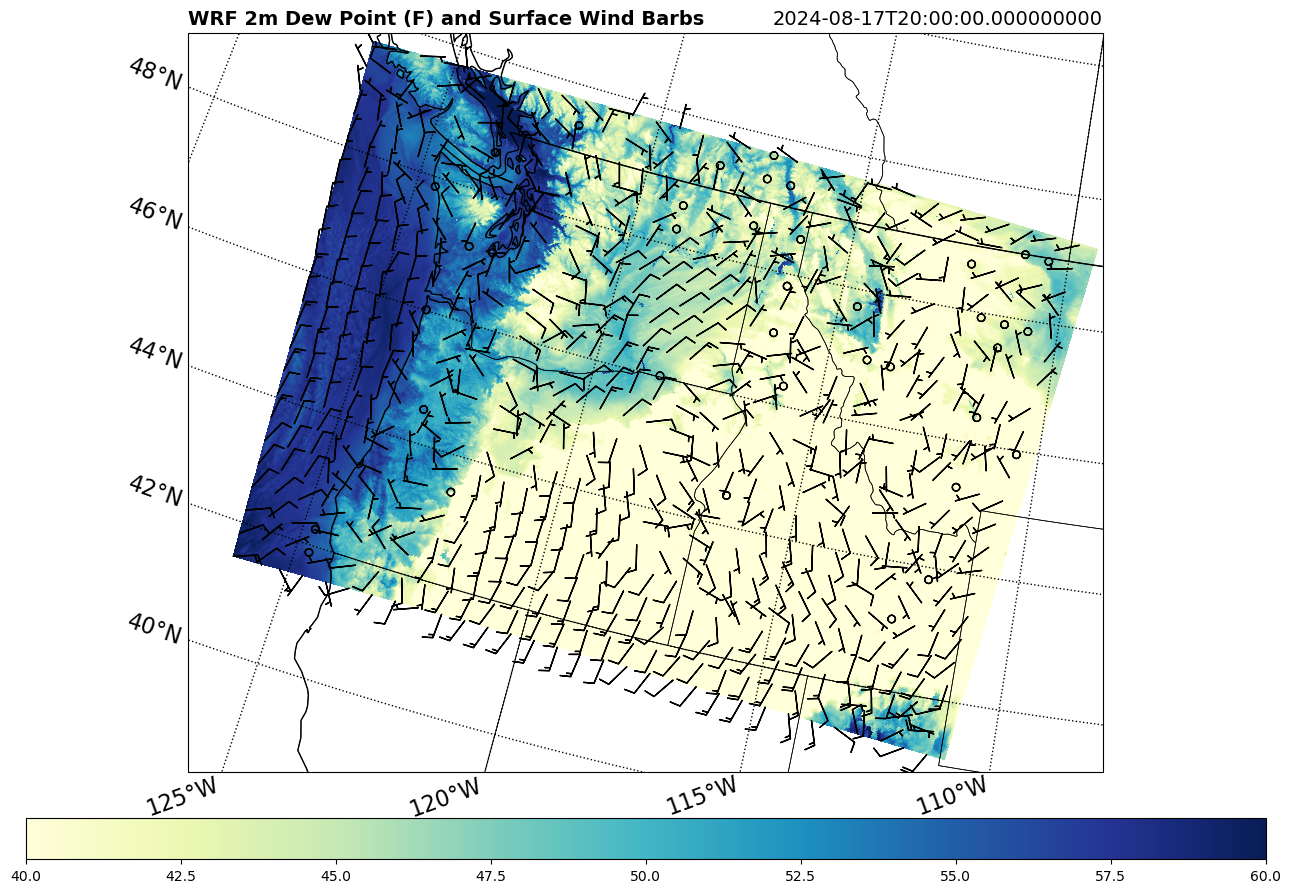 WRF 2m Dew Point (F) and Surface Wind Barbs 2024-08-17T20:00:00.000000000
48°N
46°N
44°N
42°N
40°N
125°W 120°W 115°W 110°W
40.0 42.5 45.0 47.5 50.0 52.5 55.0 57.5 60.0